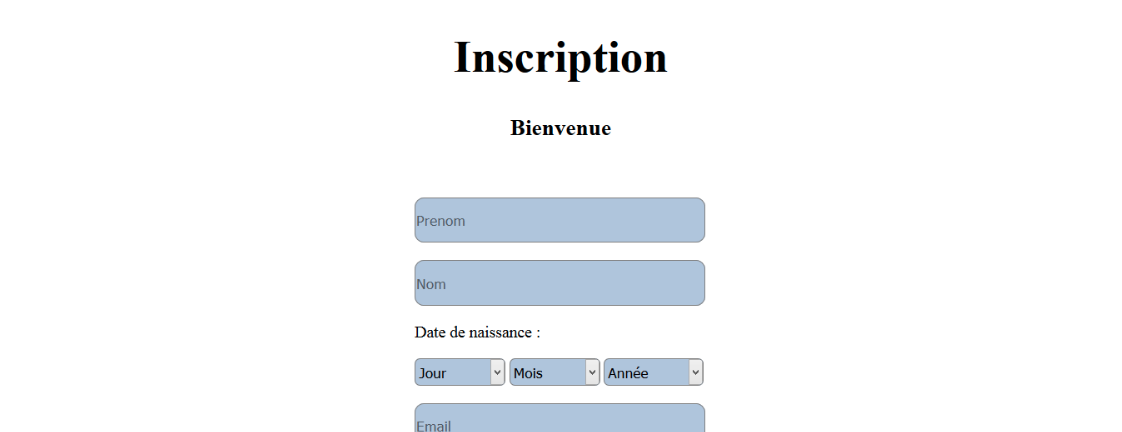 Inscription
Bienvenue
Prenom
Nom
Date de naissance :
Jour Mois Année
Email